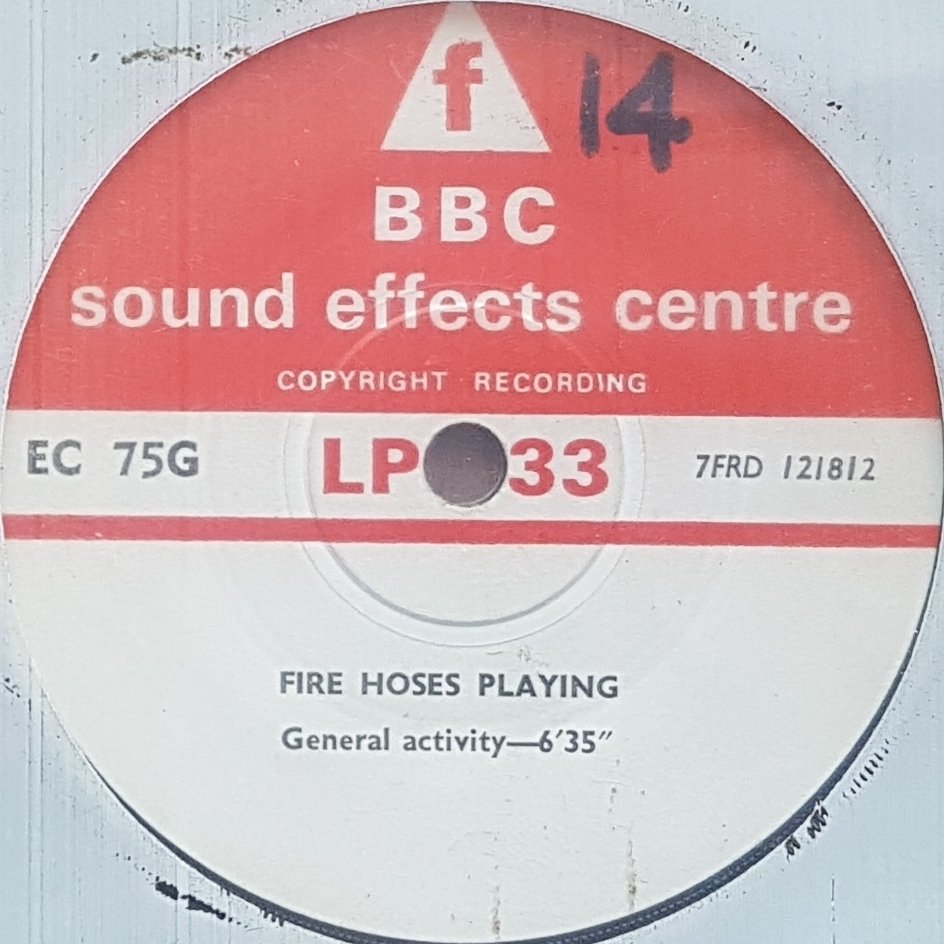 f 14
BBC
sound effects centre
COPYRIGHT RECORDING
EC 75G LP 33 7FRD 121812
FIRE HOSES PLAYING
General activity—6′35″